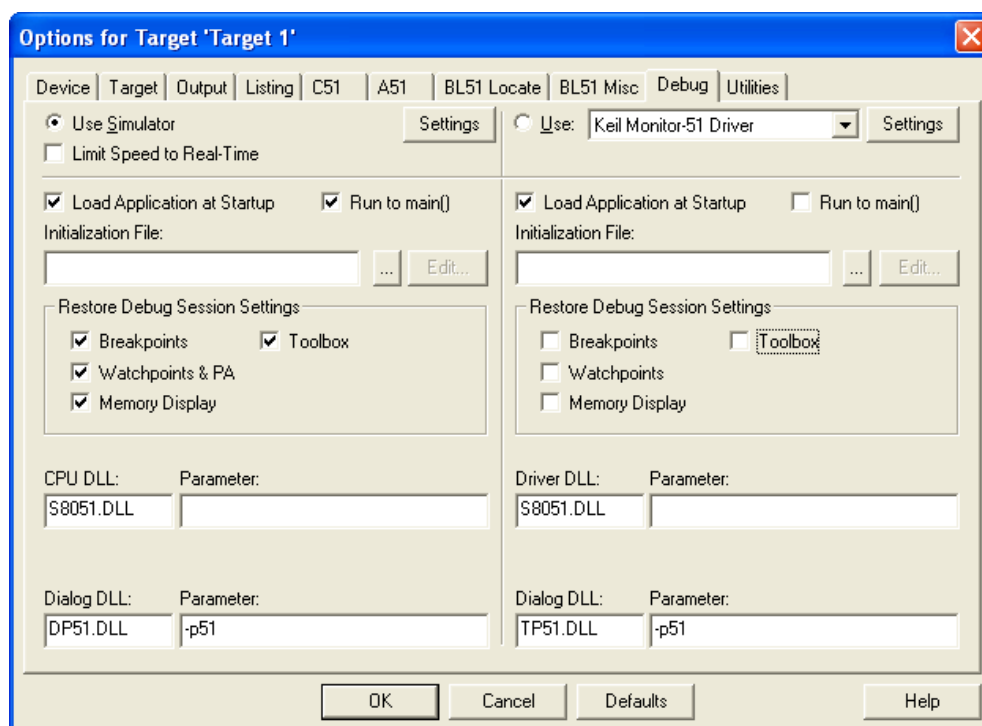 Options for Target 'Target 1'
Device Target Output Listing C51 A51 BL51 Locate BL51 Misc Debug Utilities
Use Simulator Settings Use: Keil Monitor-51 Driver Settings
Limit Speed to Real-Time
Load Application at Startup Run to main() Load Application at Startup Run to main()
Initialization File: Initialization File:
... Edit... ... Edit...
Restore Debug Session Settings Restore Debug Session Settings
Breakpoints Toolbox Breakpoints Toolbox
Watchpoints & PA Watchpoints
Memory Display Memory Display
CPU DLL: Parameter: Driver DLL: Parameter:
S8051.DLL S8051.DLL
Dialog DLL: Parameter: Dialog DLL: Parameter:
DP51.DLL -p51 TP51.DLL -p51
OK Cancel Defaults Help